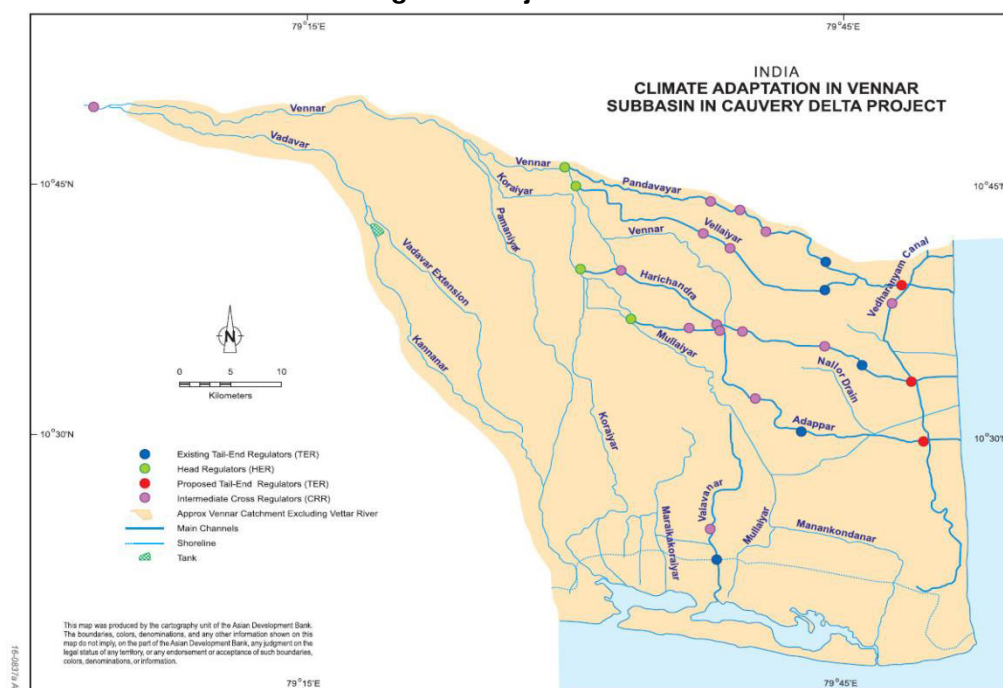 79°15'E
79°45'E
INDIA
CLIMATE ADAPTATION IN VENNAR
SUBBASIN IN CAUVERY DELTA PROJECT
Vennar
Vadavar
10°45'N
10°45'N
Vennar
Koraiyar
Pandavayar
Pamaniyar
Vellaiyar
Vennar
Vedharanyam Canal
Vadavar Extension
Harichandra
N
Mullaiyar
Kannanar
Nallor Drain
0 5 10
Kilometers
Koraiyar
Adappar
10°30'N
10°30'N
Existing Tail-End Regulators (TER)
Head Regulators (HER)
Proposed Tail-End Regulators (TER)
Intermediate Cross Regulators (CRR)
Approx Vennar Catchment Excluding Vettar River
Main Channels
Shoreline
Tank
Valavanar
Maraikakoraiyar
Mullaiyar
Manankondanar
This map was produced by the cartography unit of the Asian Development Bank.
The boundaries, colors, denominations, and any other information shown on this
map do not imply, on the part of the Asian Development Bank, any judgment on the
legal status of any territory, or any endorsement or acceptance of such boundaries,
colors, denominations, or information.
79°15'E
79°45'E